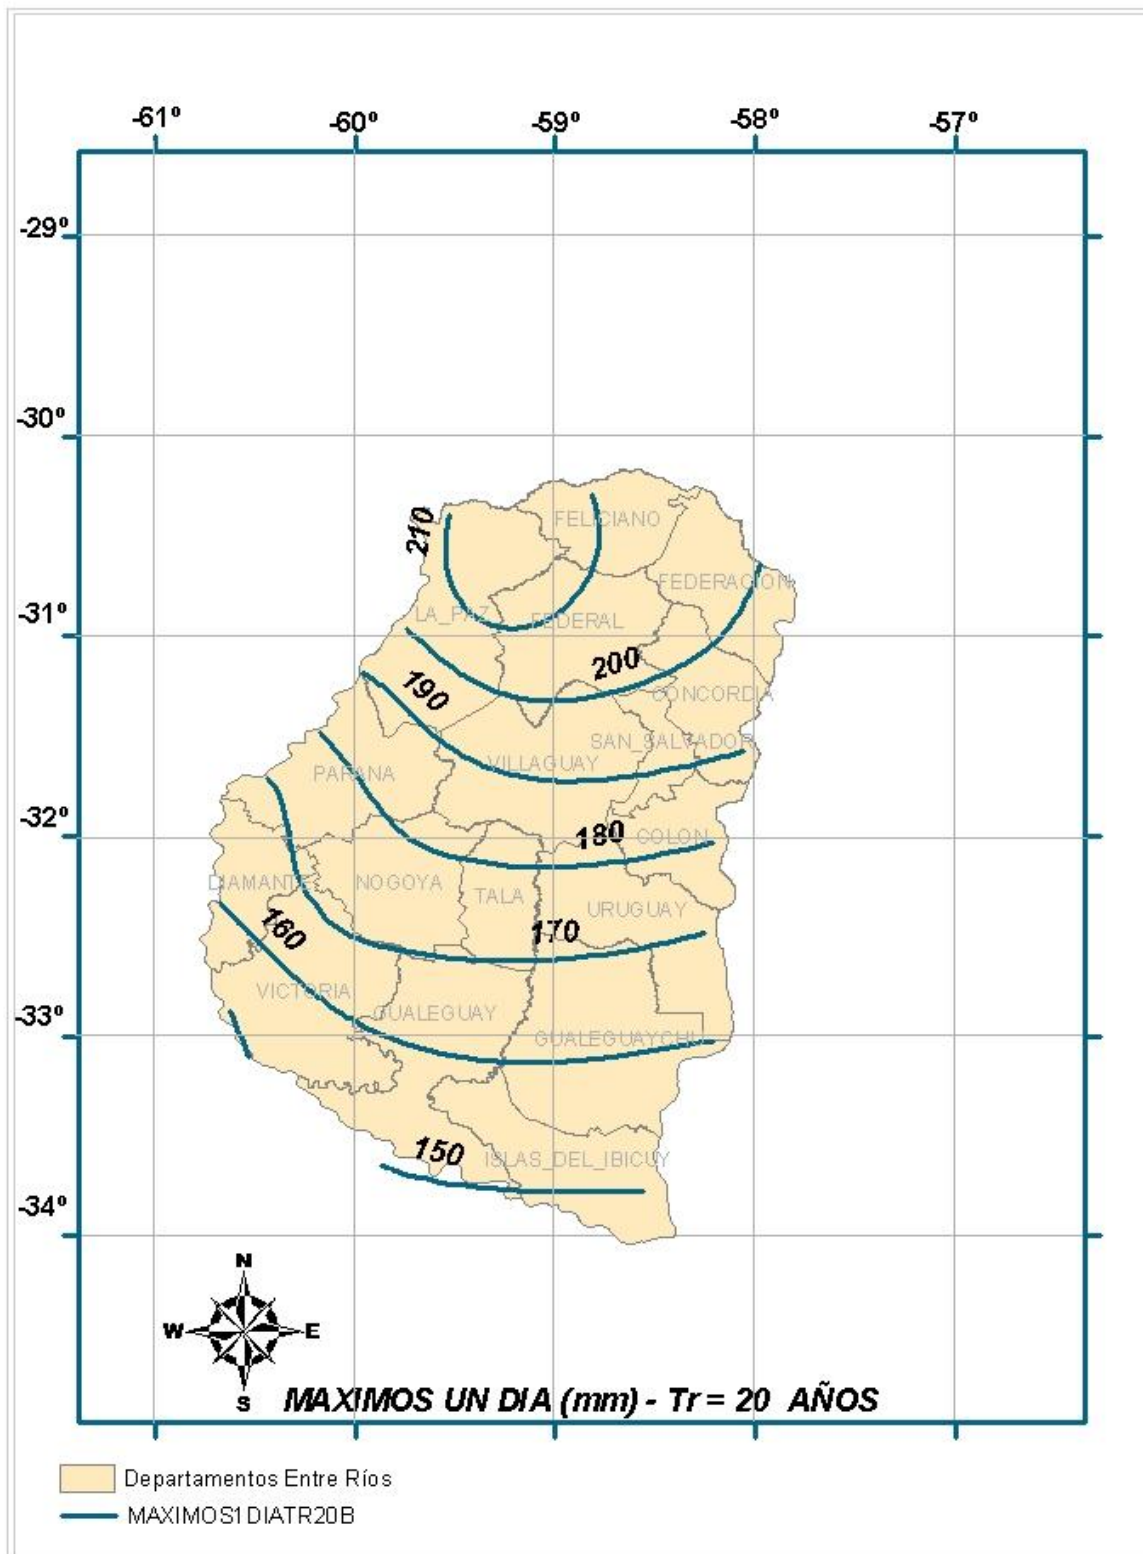 -61º -60º -59º -58º -57º
-29º
-30º
210
FELICIANO
FEDERACION
-31º
LA_PAZ
FEDERAL
200
190
CONCORDIA
SAN_SALVADOR
VILLAGUAY
PARANA
-32º
180
COLON
DIAMANTE
NOGOYA
TALA
URUGUAY
160
170
VICTORIA
GUALEGUAY
-33º
GUALEGUAYCHU
150
ISLAS_DEL_IBICUY
-34º
N
W E
S
MAXIMOS UN DIA (mm) - Tr = 20 AÑOS
Departamentos Entre Ríos
MAXIMOS1DIATR20B